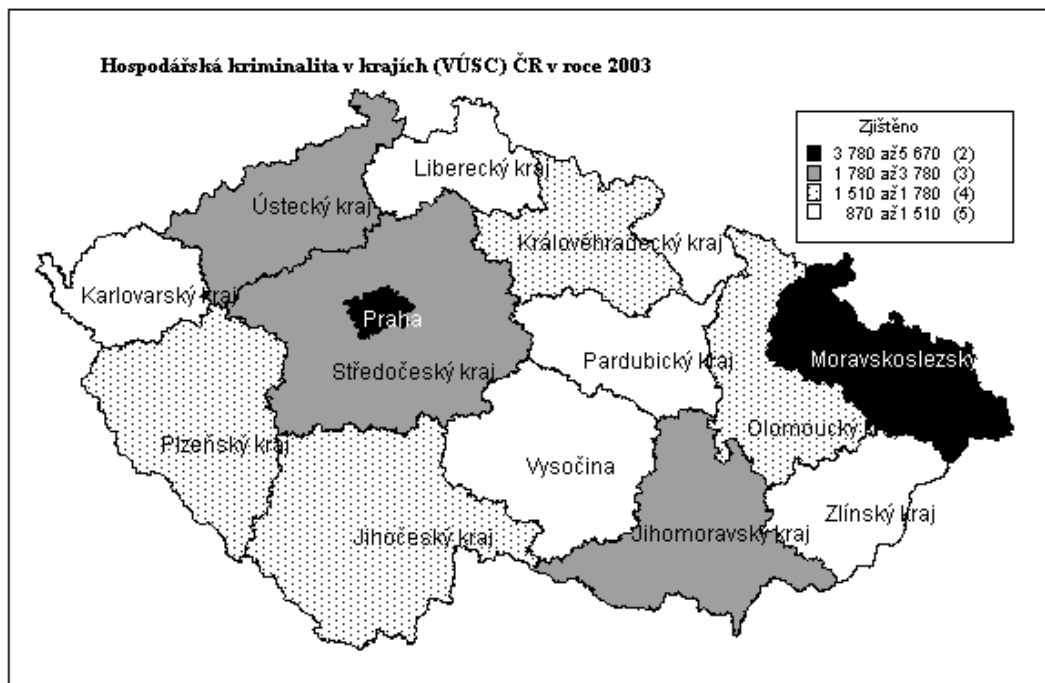 Hospodářská kriminalita v krajích (VÚSC) ČR v roce 2003
Zjištěno
3 780 až 5 670 (2)
1 780 až 3 780 (3)
1 510 až 1 780 (4)
870 až 1 510 (5)
Liberecký kraj
Ústecký kraj
Královéhradecký kraj
Karlovarský kraj
Praha
Středočeský kraj
Pardubický kraj
Moravskoslezsky
Plzeňský kraj
Olomoucký k
Vysočina
Zlínský kraj
Jihočeský kraj
Jihomoravský kraj